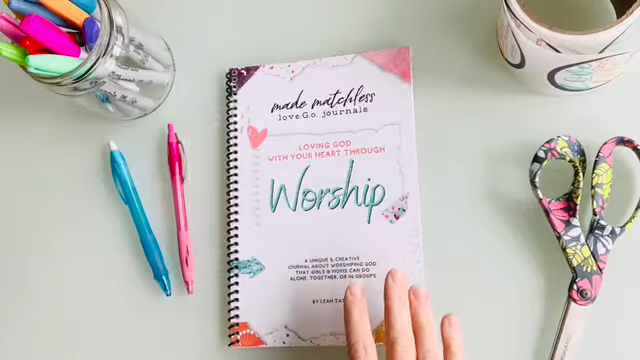 made matchless
love.G.o. journals
LOVING GOD
WITH YOUR HEART THROUGH
Worship
A UNIQUE & CREATIVE
JOURNAL ABOUT WORSHIPING GOD
THAT GIRLS & MOMS CAN DO
ALONE, TOGETHER, OR IN GROUPS
BY LEAH